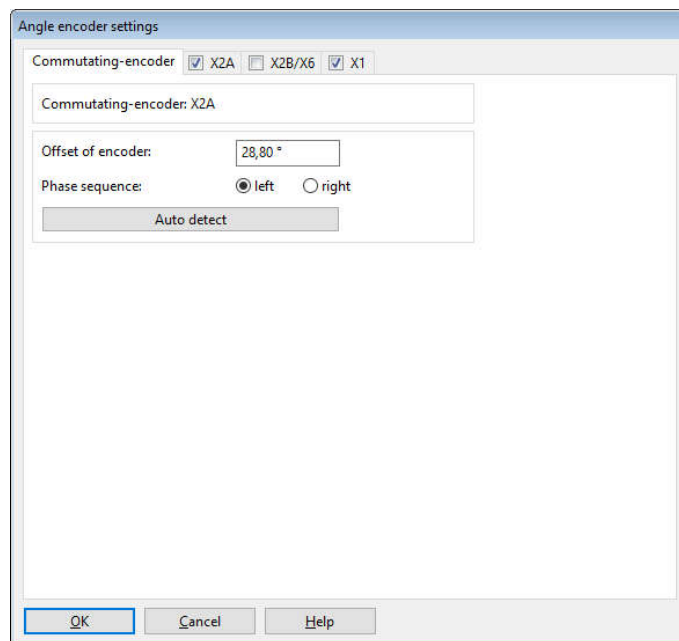 Angle encoder settings
Commutating-encoder X2A X2B/X6 X1
Commutating-encoder: X2A
Offset of encoder: 28,80 °
Phase sequence: left right
Auto detect
OK Cancel Help